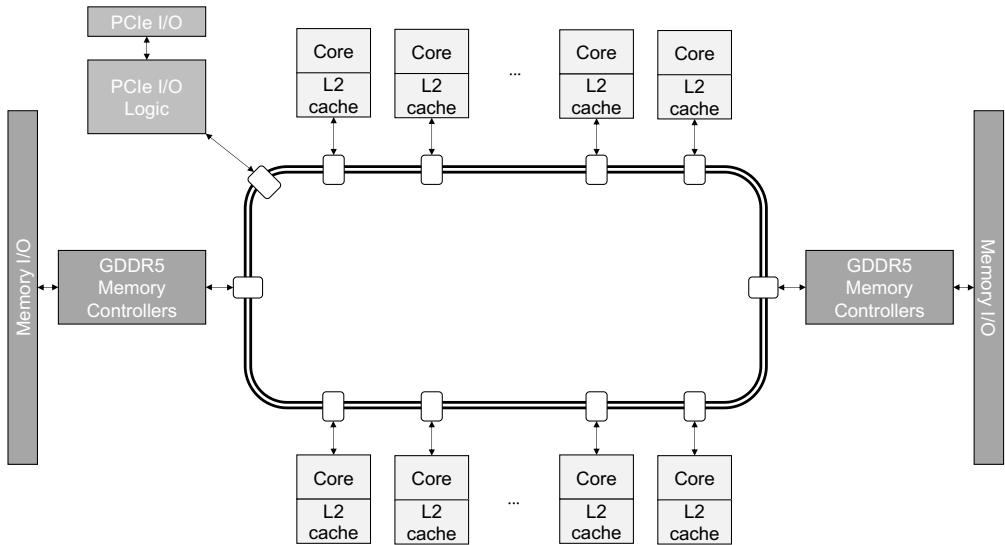 PCIe I/O
PCIe I/O
Logic
Core
L2
cache
Core
L2
cache
...
Core
L2
cache
Core
L2
cache
Memory I/O
GDDR5
Memory
Controllers
GDDR5
Memory
Controllers
Memory I/O
Core
L2
cache
Core
L2
cache
...
Core
L2
cache
Core
L2
cache